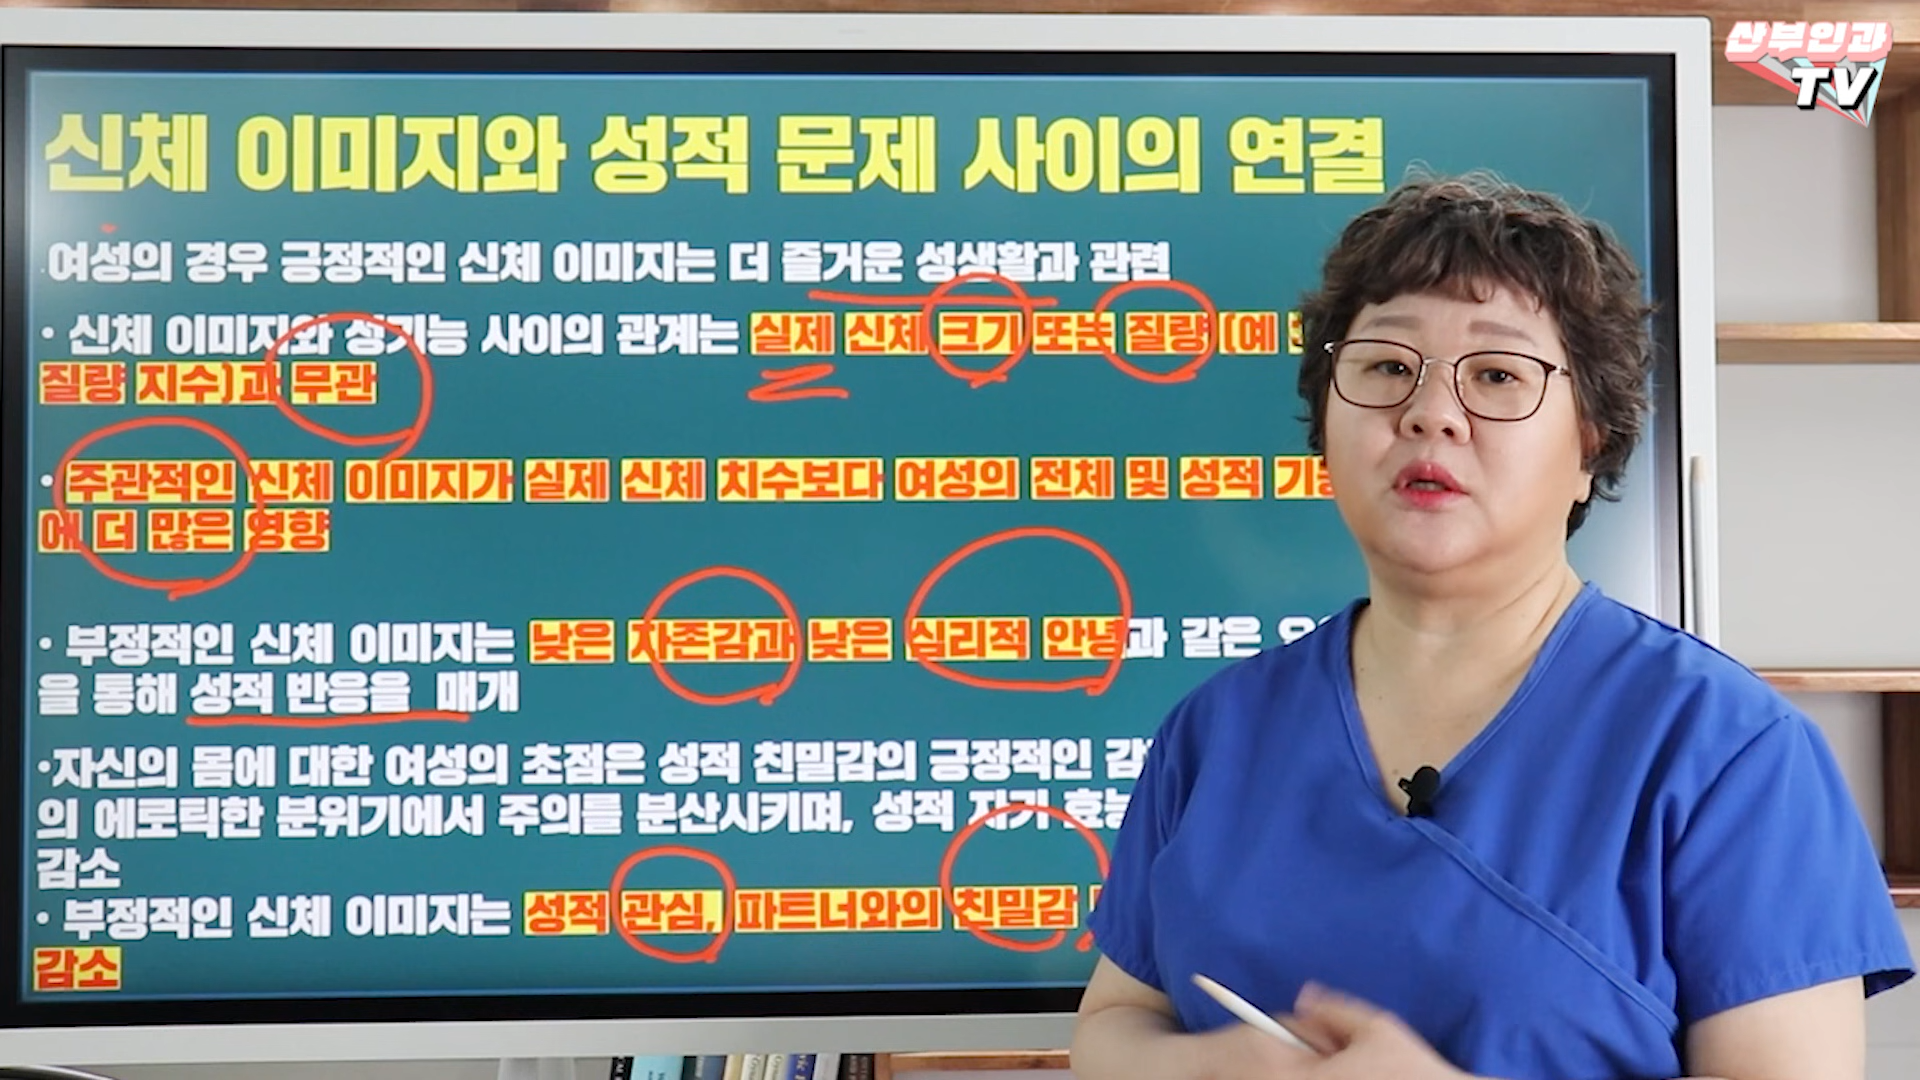 산부인과
TV
신체 이미지와 성적 문제 사이의 연결
여성의 경우 긍정적인 신체 이미지는 더 즐거운 성생활과 관련
· 신체 이미지와 성기능 사이의 관계는 실제 신체 크기 또는 질량 (예
질량 지수)과 무관
· 주관적인 신체 이미지가 실제 신체 치수보다 여성의 전체 및 성적
에 더 많은 영향
· 부정적인 신체 이미지는 낮은 자존감과 낮은 심리적 안녕과 같은
을 통해 성적 반응을 매개
·자신의 몸에 대한 여성의 초점은 성적 친밀감의 긍정적인
의 에로틱한 분위기에서 주의를 분산시키며, 성적 자기
감소
· 부정적인 신체 이미지는 성적 관심, 파트너와의 친밀감
감소